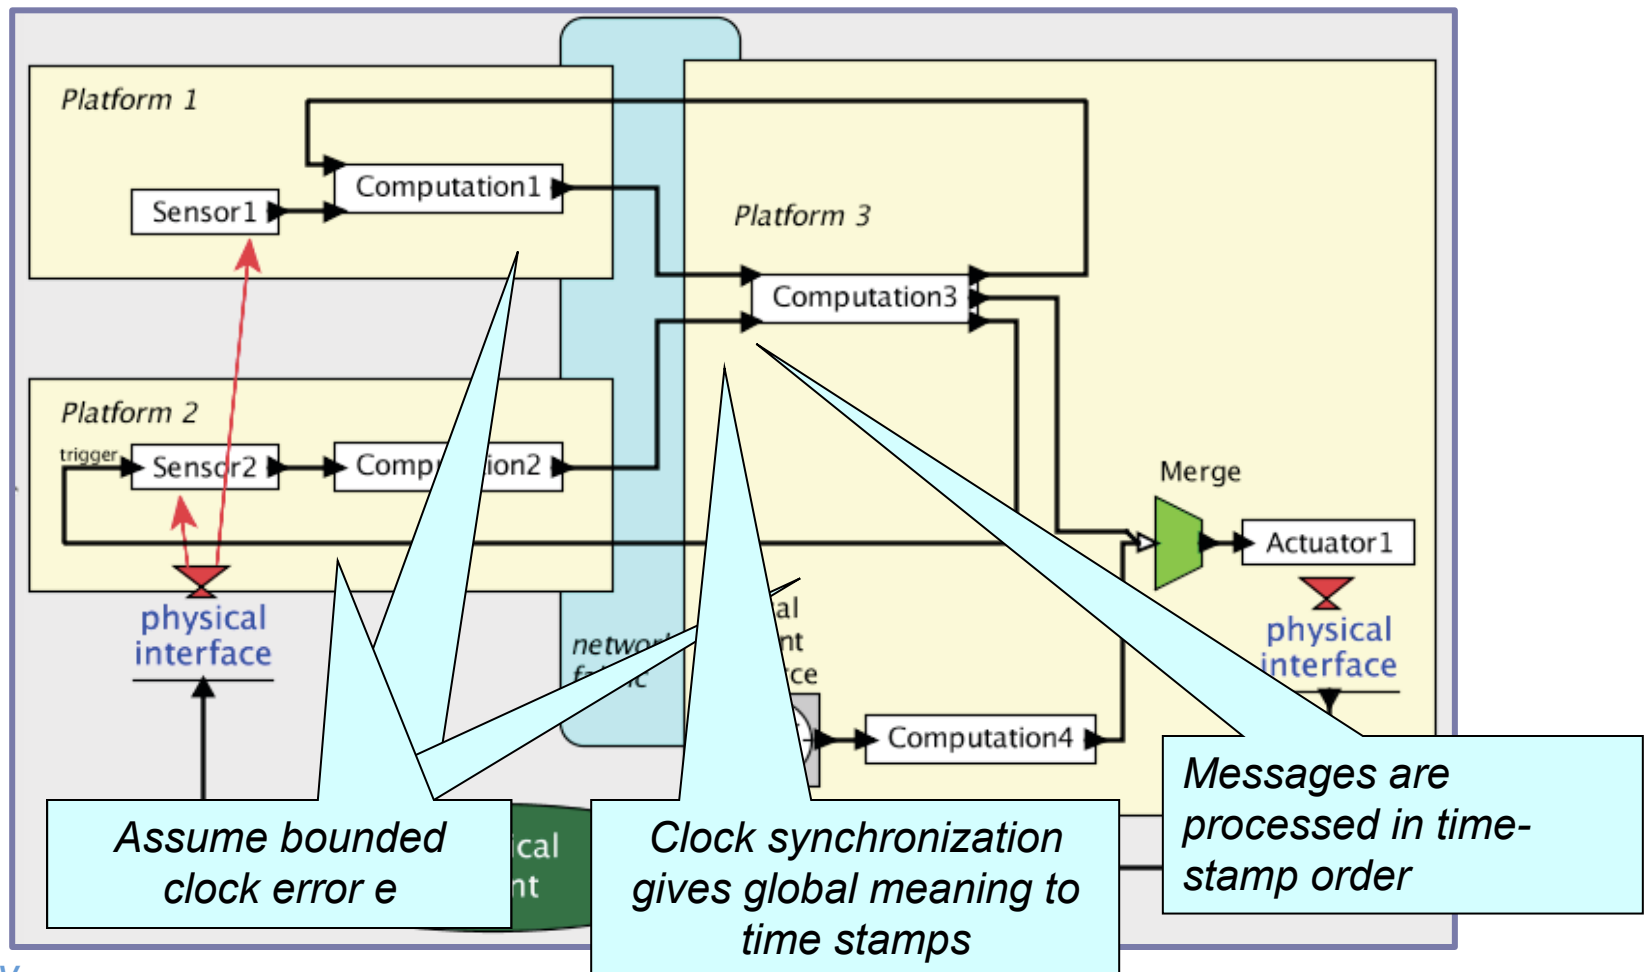 Platform 1
Computation1
Sensor1
Platform 3
Computation3
Platform 2
trigger
Sensor2
Merge
Actuator1
physical
interface
physical
interface
Computation4
Assume bounded
clock error e
Clock synchronization
gives global meaning to
time stamps
Messages are
processed in time-
stamp order